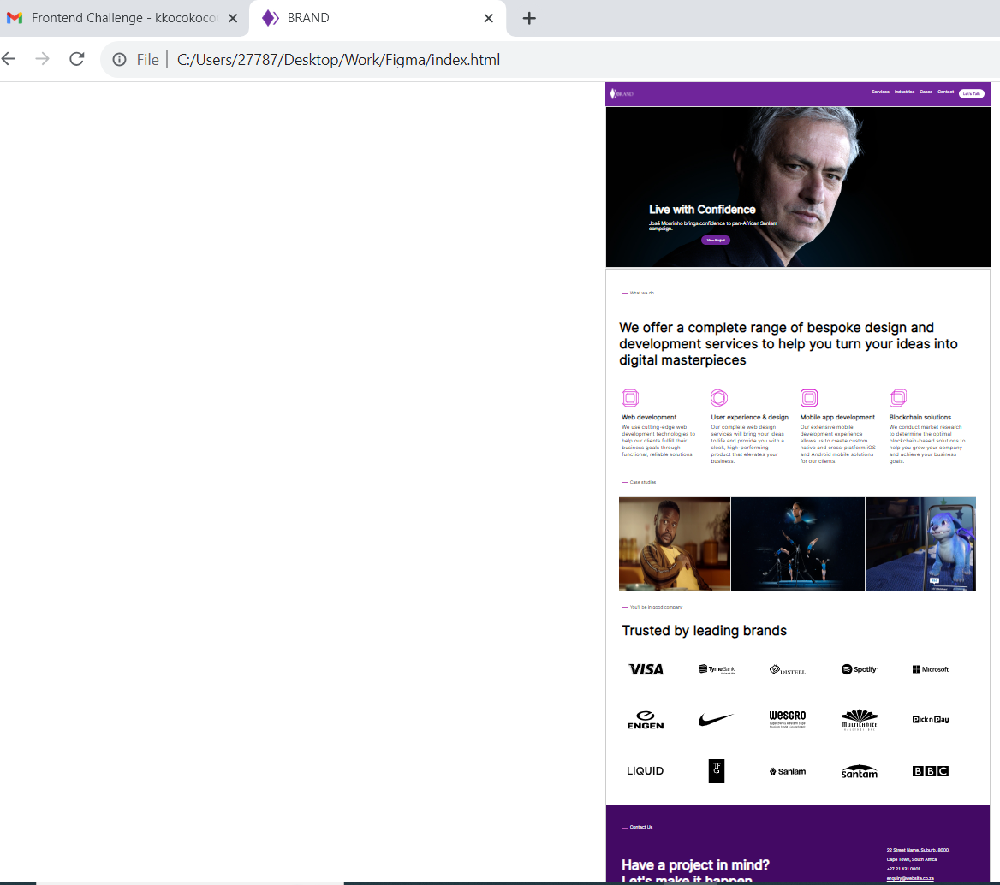 Frontend Challenge - kkocokoco
BRAND
File
C:/Users/27787/Desktop/Work/Figma/index.html
BRAND
Services Industries Cases Contact Let's Talk
Live with Confidence
José Mourinho brings confidence to pan-African Sanlam
campaign.
View Project
What we do
We offer a complete range of bespoke design and
development services to help you turn your ideas into
digital masterpieces
Web development
We use cutting-edge web
development technologies to
help our clients fulfill their
business goals through
functional, reliable solutions.
User experience & design
Our complete web design
services will bring your ideas
to life and provide you with a
sleek, high-performing
product that elevates your
business.
Mobile app development
Our extensive mobile
development experience
allows us to create custom
native and cross-platform iOS
and Android mobile solutions
for our clients.
Blockchain solutions
We conduct market research
to determine the optimal
blockchain-based solutions to
help you grow your company
and achieve your business
goals.
Case studies
You'll be in good company
Trusted by leading brands
VISA
TymeBank
DISTELL
Spotify
Microsoft
ENGEN
WESGRO
MULTICHOICE
Pick n Pay
LIQUID
TFG
Sanlam
santam
BBC
Contact Us
Have a project in mind?
Let's make it happen
22 Street Name, Suburb, 8000,
Cape Town, South Africa
+27 21 431 0001
enquiry@website.co.za